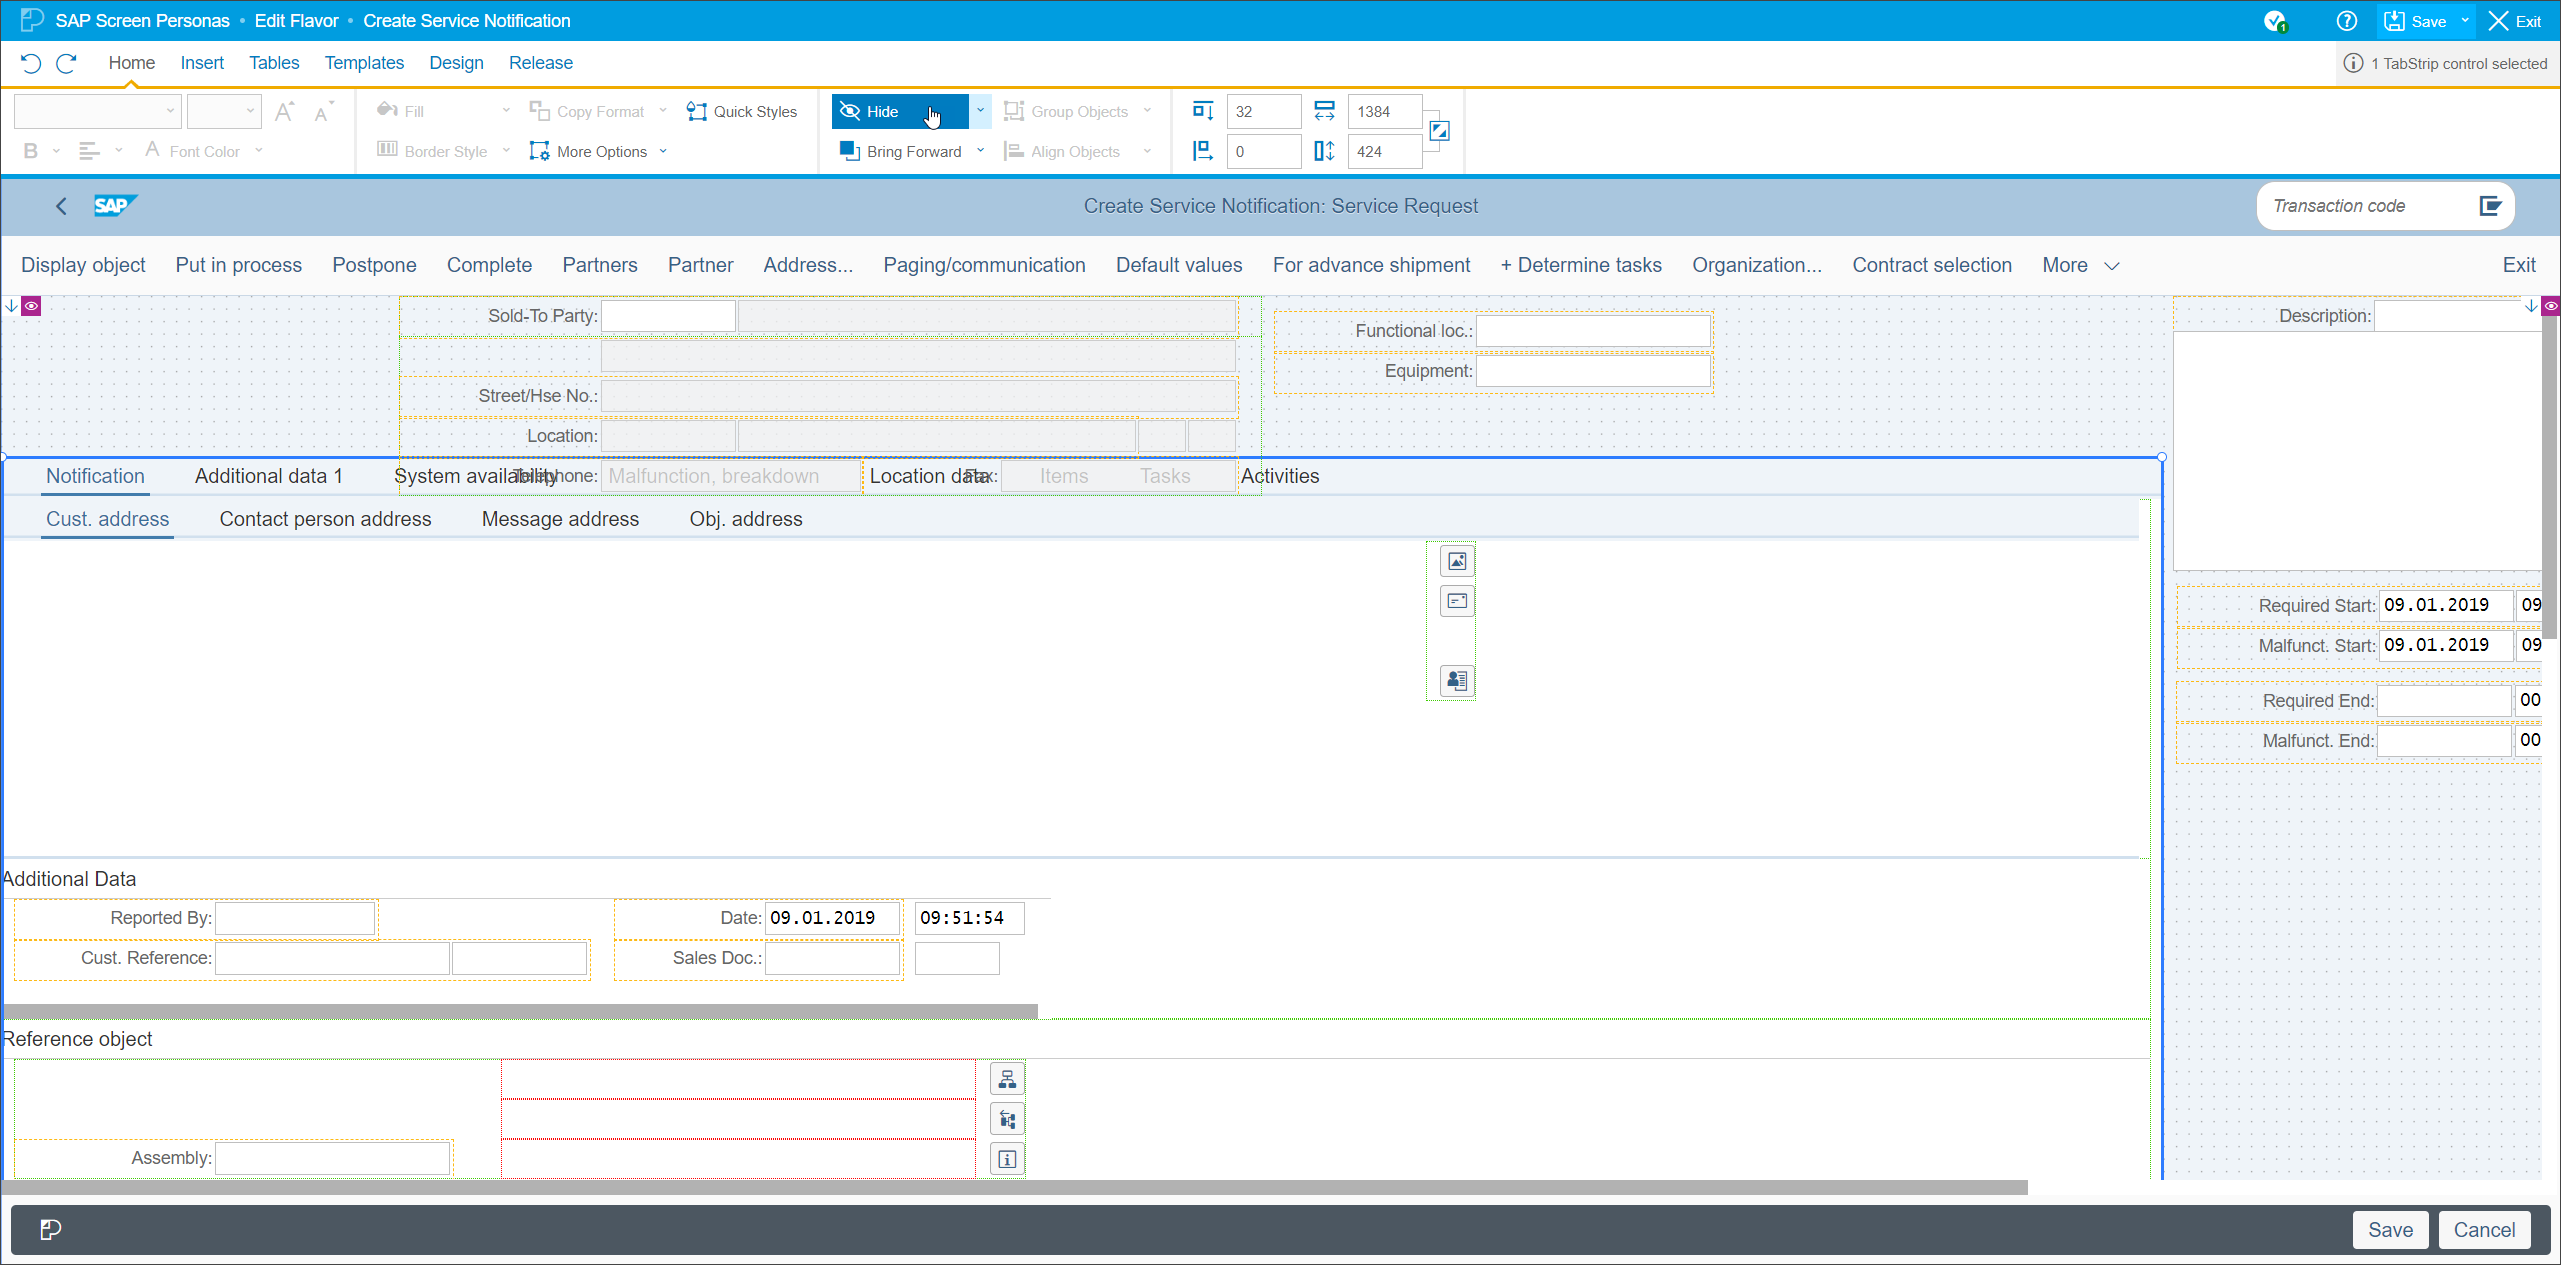 SAP Screen Personas • Edit Flavor • Create Service Notification
1
Save
Exit
Home Insert Tables Templates Design Release
1 TabStrip control selected
Fill Copy Format Quick Styles Hide Group Objects 32 1384
B A Font Color Border Style More Options Bring Forward Align Objects 0 424
SAP
Create Service Notification: Service Request
Transaction code
Display object Put in process Postpone Complete Partners Partner Address... Paging/communication Default values For advance shipment + Determine tasks Organization... Contract selection More Exit
Sold-To Party:
Description:
Functional loc.:
Equipment:
Street/Hse No.:
Location:
Notification Additional data 1 System availability Telephone: Malfunction, breakdown Location data Fax: Items Tasks Activities
Cust. address Contact person address Message address Obj. address
Required Start: 09.01.2019 09
Malfunct. Start: 09.01.2019 09
Required End: 00
Malfunct. End: 00
Additional Data
Reported By: Date: 09.01.2019 09:51:54
Cust. Reference: Sales Doc.:
Reference object
Assembly:
Save Cancel